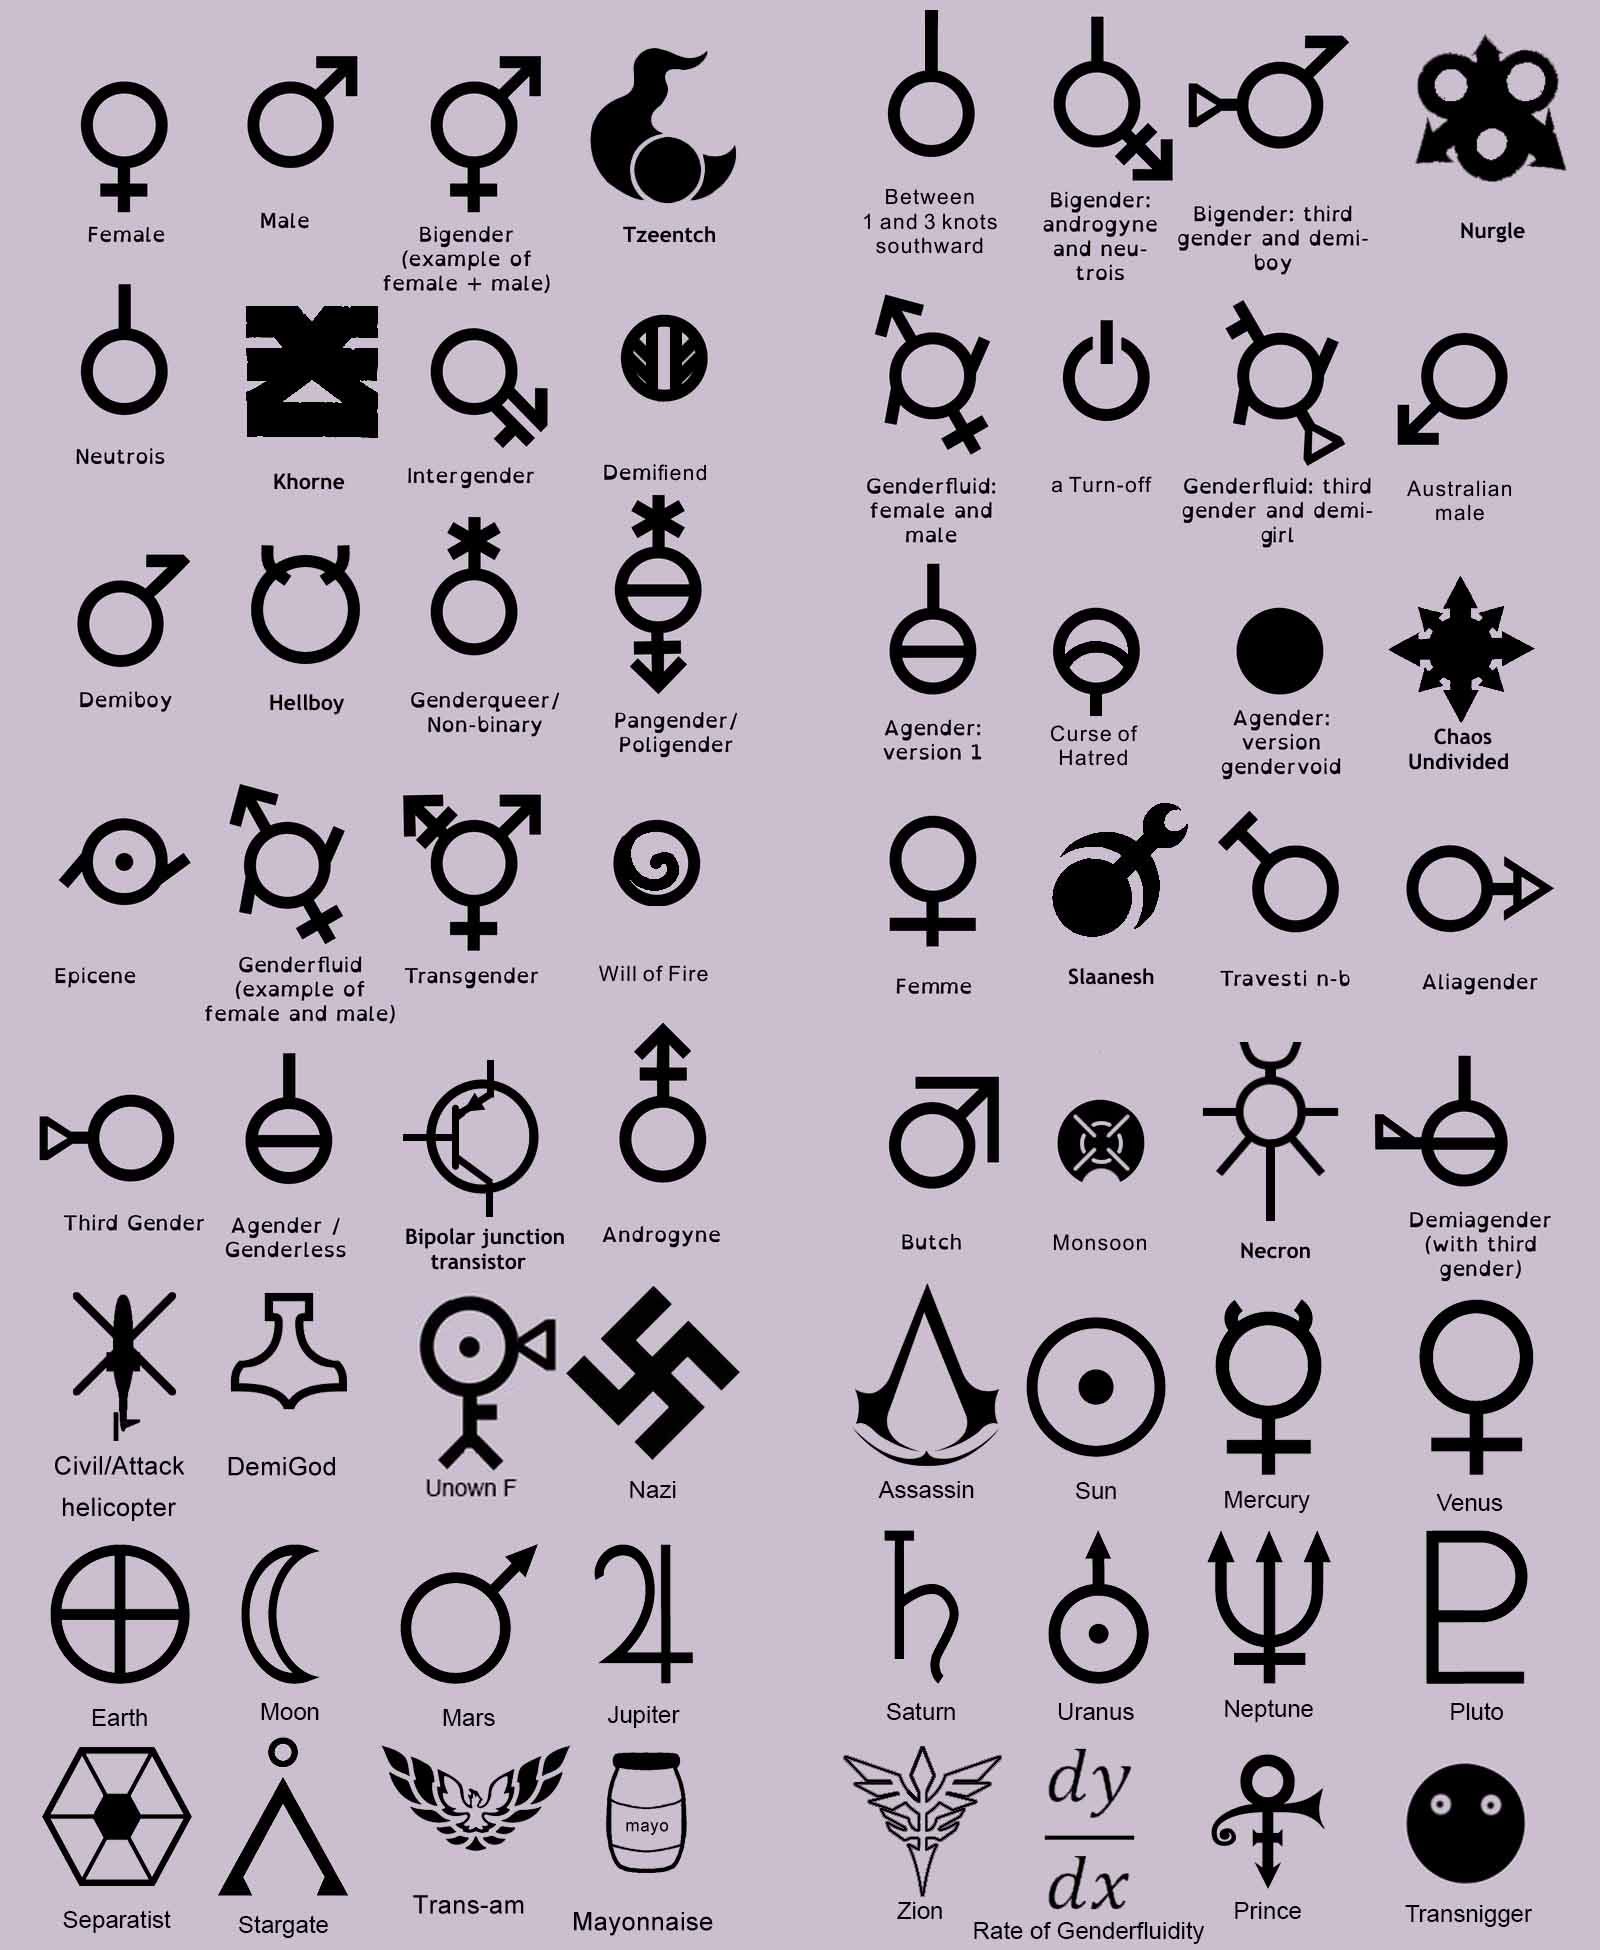 Female
Male
Bigender
(example of
female + male)
Tzeentch
Between
1 and 3 knots
southward
Bigender:
androgyne
and neu-
trois
Bigender: third
gender and demi-
boy
Nurgle
Neutrois
Khorne
Intergender
Demifiend
Genderfluid:
female and
male
a Turn-off
Genderfluid: third
gender and demi-
girl
Australian
male
Demiboy
Hellboy
Genderqueer/
Non-binary
Pangender/
Poligender
Agender:
version 1
Curse of
Hatred
Agender:
version
gendervoid
Chaos
Undivided
Epicene
Genderfluid
(example of
female and male)
Transgender
Will of Fire
Femme
Slaanesh
Travesti n-b
Aliagender
Third Gender
Agender /
Genderless
Bipolar junction
transistor
Androgyne
Butch
Monsoon
Necron
Demiagender
(with third
gender)
Civil/Attack
helicopter
DemiGod
Unown F
Nazi
Assassin
Sun
Mercury
Venus
Earth
Moon
Mars
Jupiter
Saturn
Uranus
Neptune
Pluto
Separatist
Stargate
Trans-am
mayo
Mayonnaise
Zion
dy
dx
Rate of Genderfluidity
Prince
Transnigger